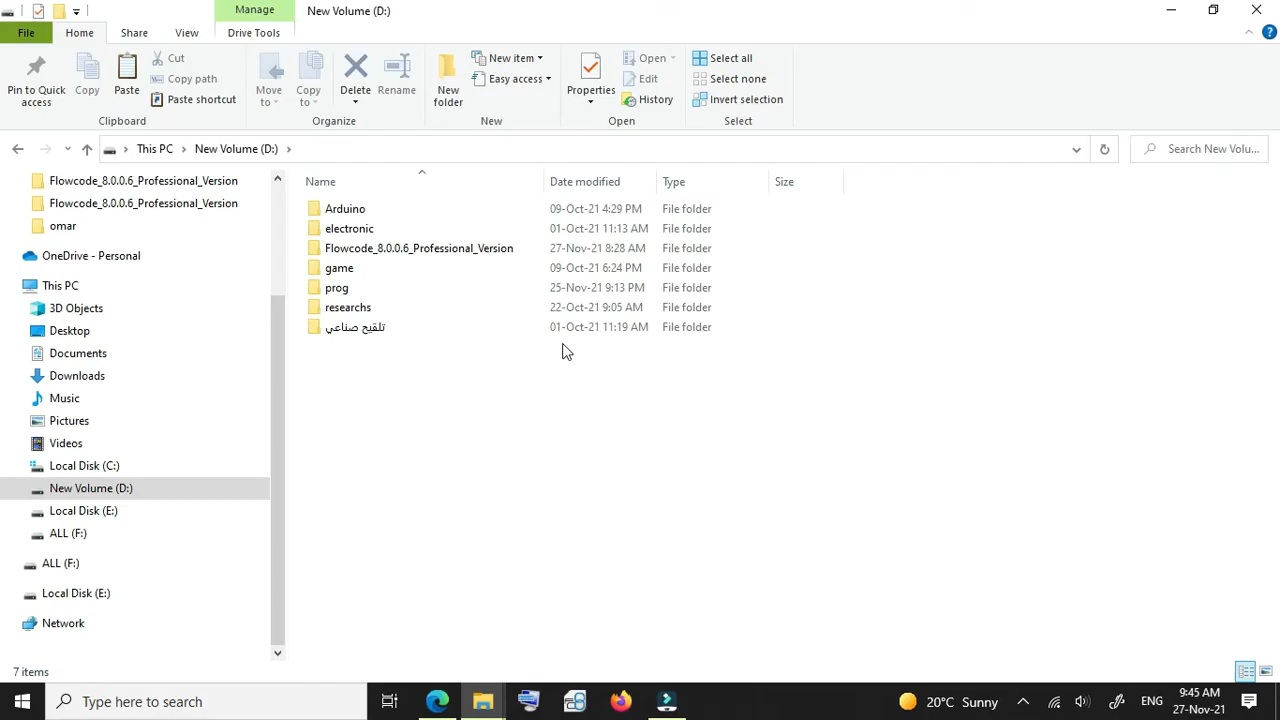 Manage
New Volume (D:)
File
Home
Share
View
Drive Tools
Pin to Quick access
Copy
Paste
Cut
Copy path
Paste shortcut
Clipboard
Move to
Copy to
Delete
Rename
Organize
New folder
New item
Easy access
New
Properties
Open
Edit
History
Open
Select all
Select none
Invert selection
Select
This PC
New Volume (D:)
Search New Volu...
Flowcode_8.0.0.6_Professional_Version
Flowcode_8.0.0.6_Professional_Version
omar
OneDrive - Personal
This PC
3D Objects
Desktop
Documents
Downloads
Music
Pictures
Videos
Local Disk (C:)
New Volume (D:)
Local Disk (E:)
ALL (F:)
ALL (F:)
Local Disk (E:)
Network
Name Date modified Type Size
Arduino 09-Oct-21 4:29 PM File folder
electronic 01-Oct-21 11:13 AM File folder
Flowcode_8.0.0.6_Professional_Version 27-Nov-21 8:28 AM File folder
game 09-Oct-21 6:24 PM File folder
prog 25-Nov-21 9:13 PM File folder
researchs 22-Oct-21 9:05 AM File folder
تلقيح صناعي 01-Oct-21 11:19 AM File folder
7 items
Type here to search
20°C Sunny
ENG
9:45 AM
27-Nov-21